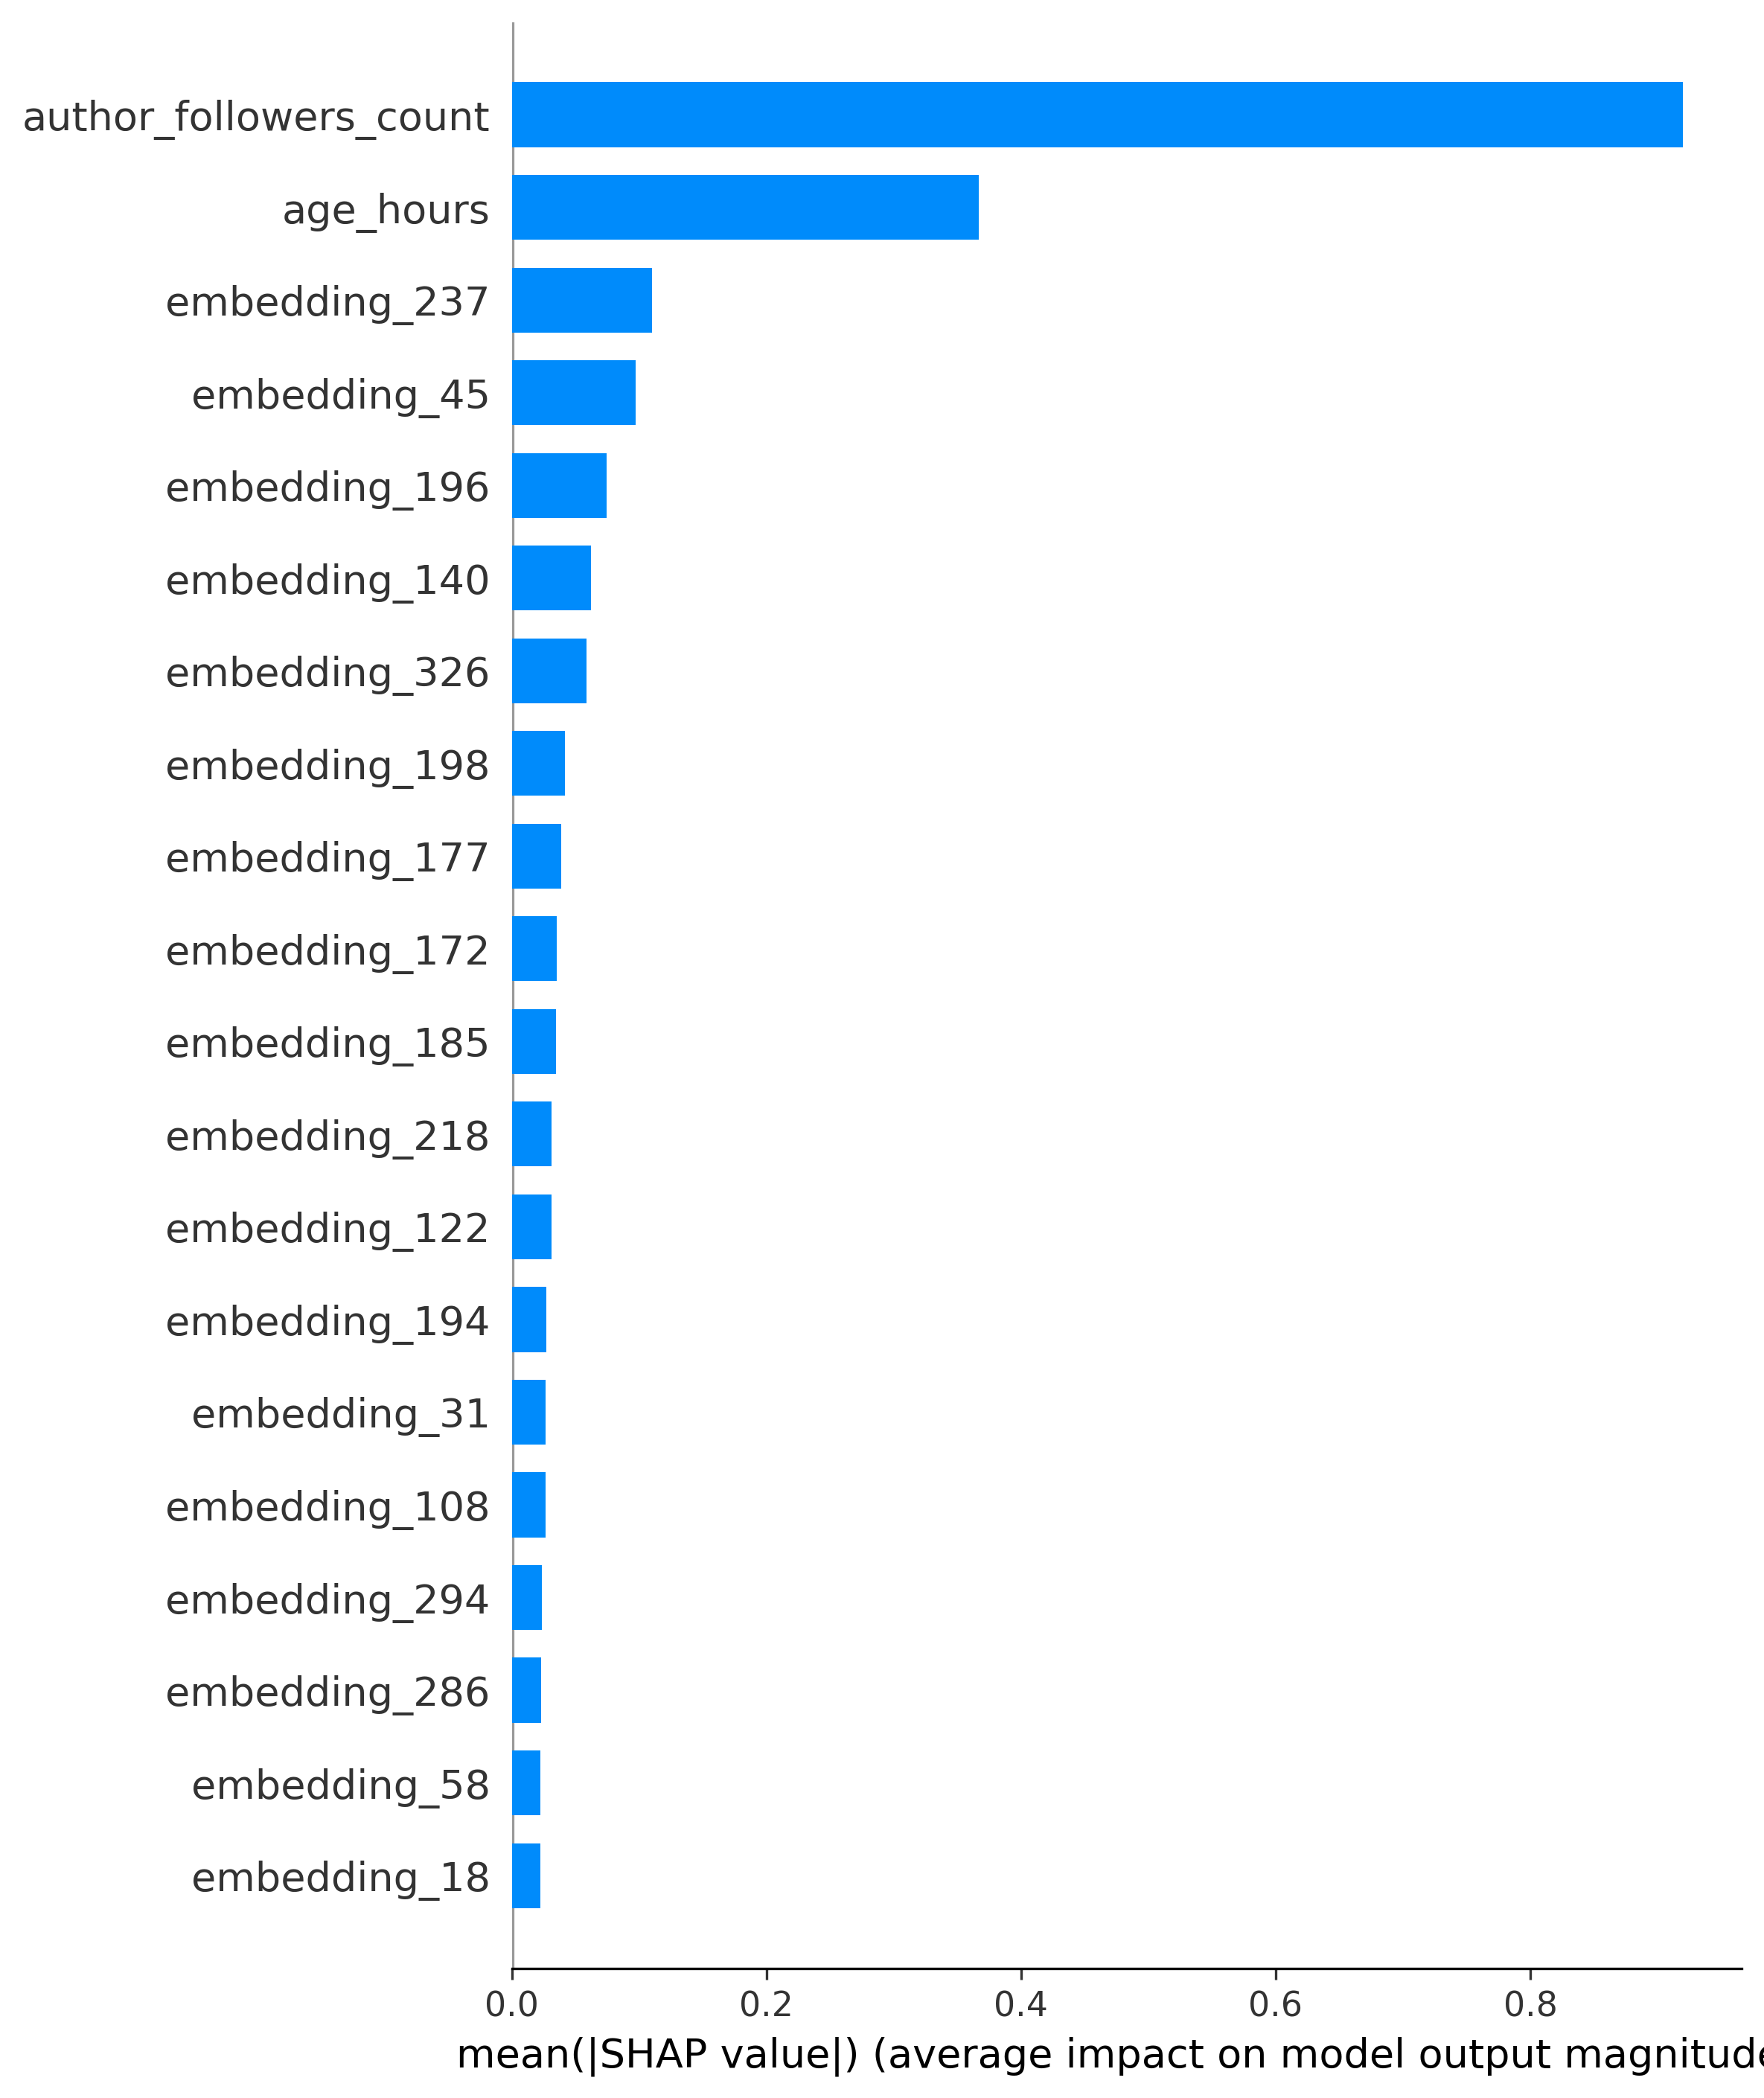 author_followers_count
age_hours
embedding_237
embedding_45
embedding_196
embedding_140
embedding_326
embedding_198
embedding_177
embedding_172
embedding_185
embedding_218
embedding_122
embedding_194
embedding_31
embedding_108
embedding_294
embedding_286
embedding_58
embedding_18
0.0 0.2 0.4 0.6 0.8
mean(|SHAP value|) (average impact on model output magnitude